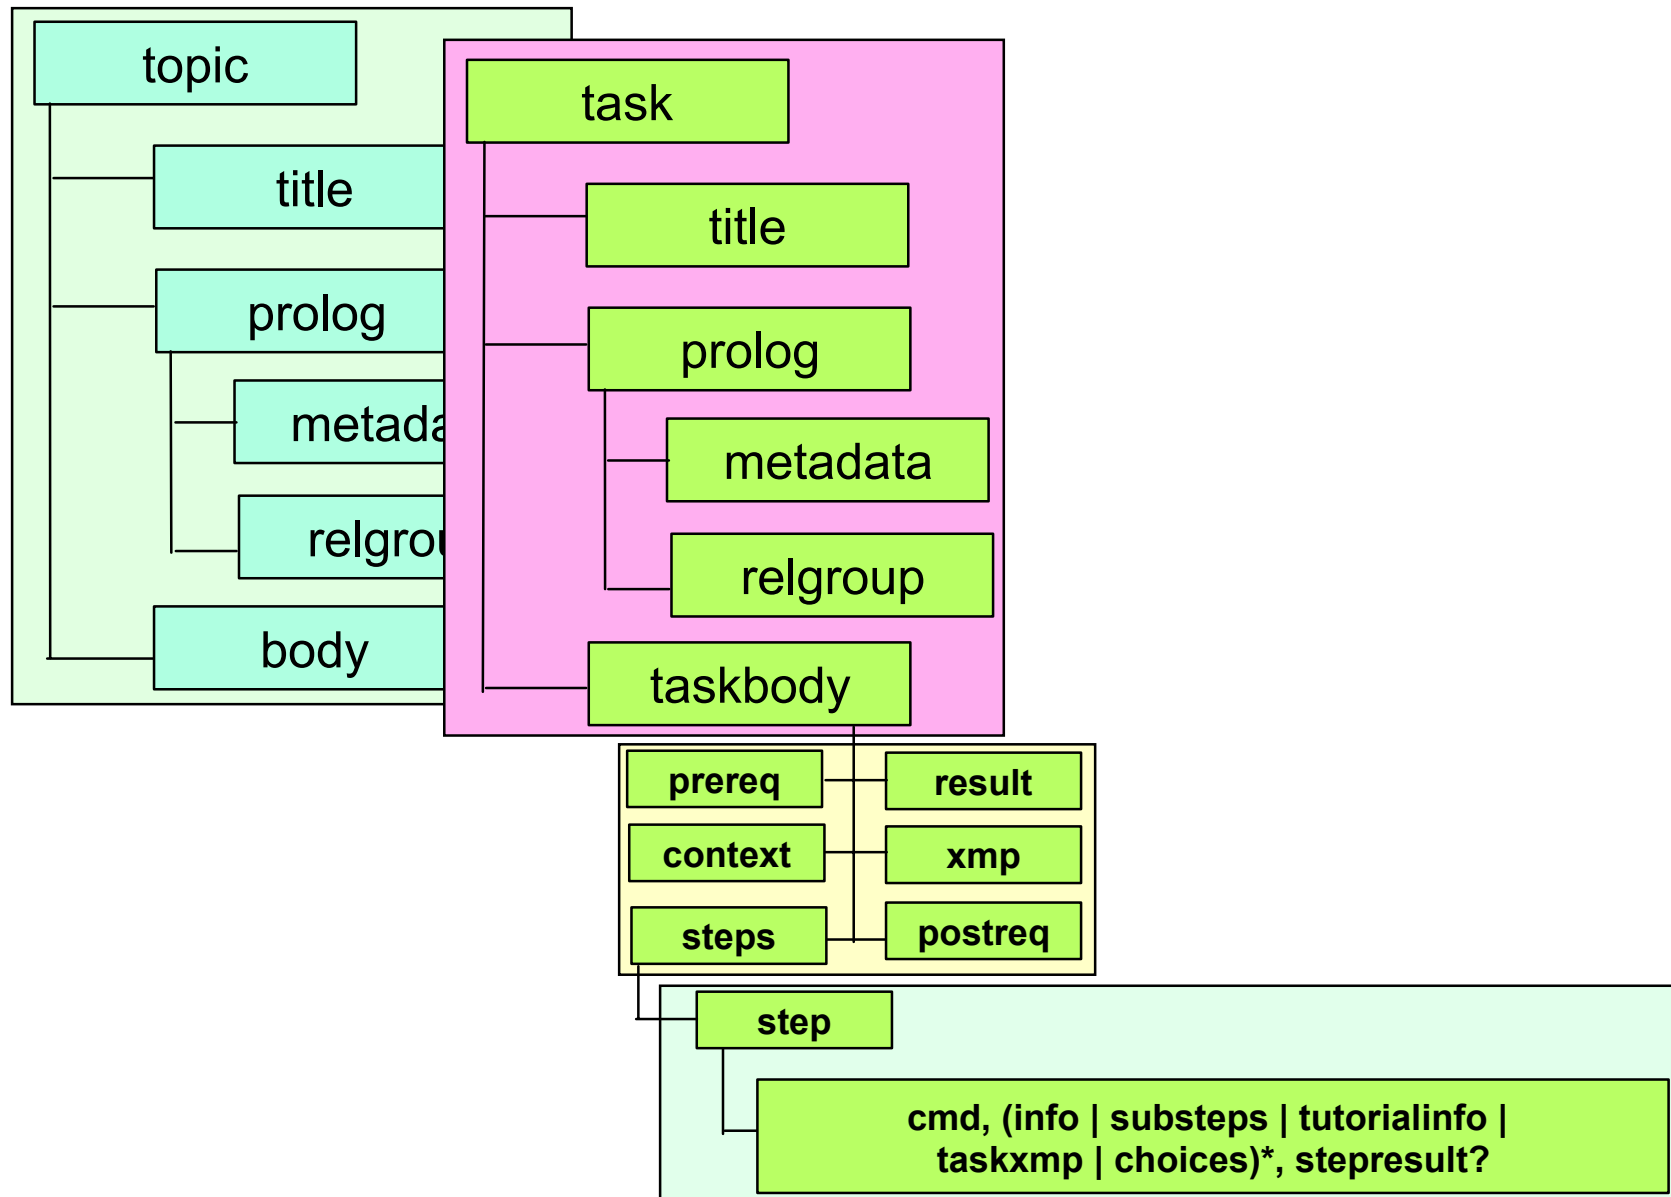 topic
title
prolog
metada
relgrou
body
task
title
prolog
metadata
relgroup
taskbody
prereq
result
context
xmp
steps
postreq
step
cmd, (info | substeps | tutorialinfo |
taskxmp | choices)*, stepresult?